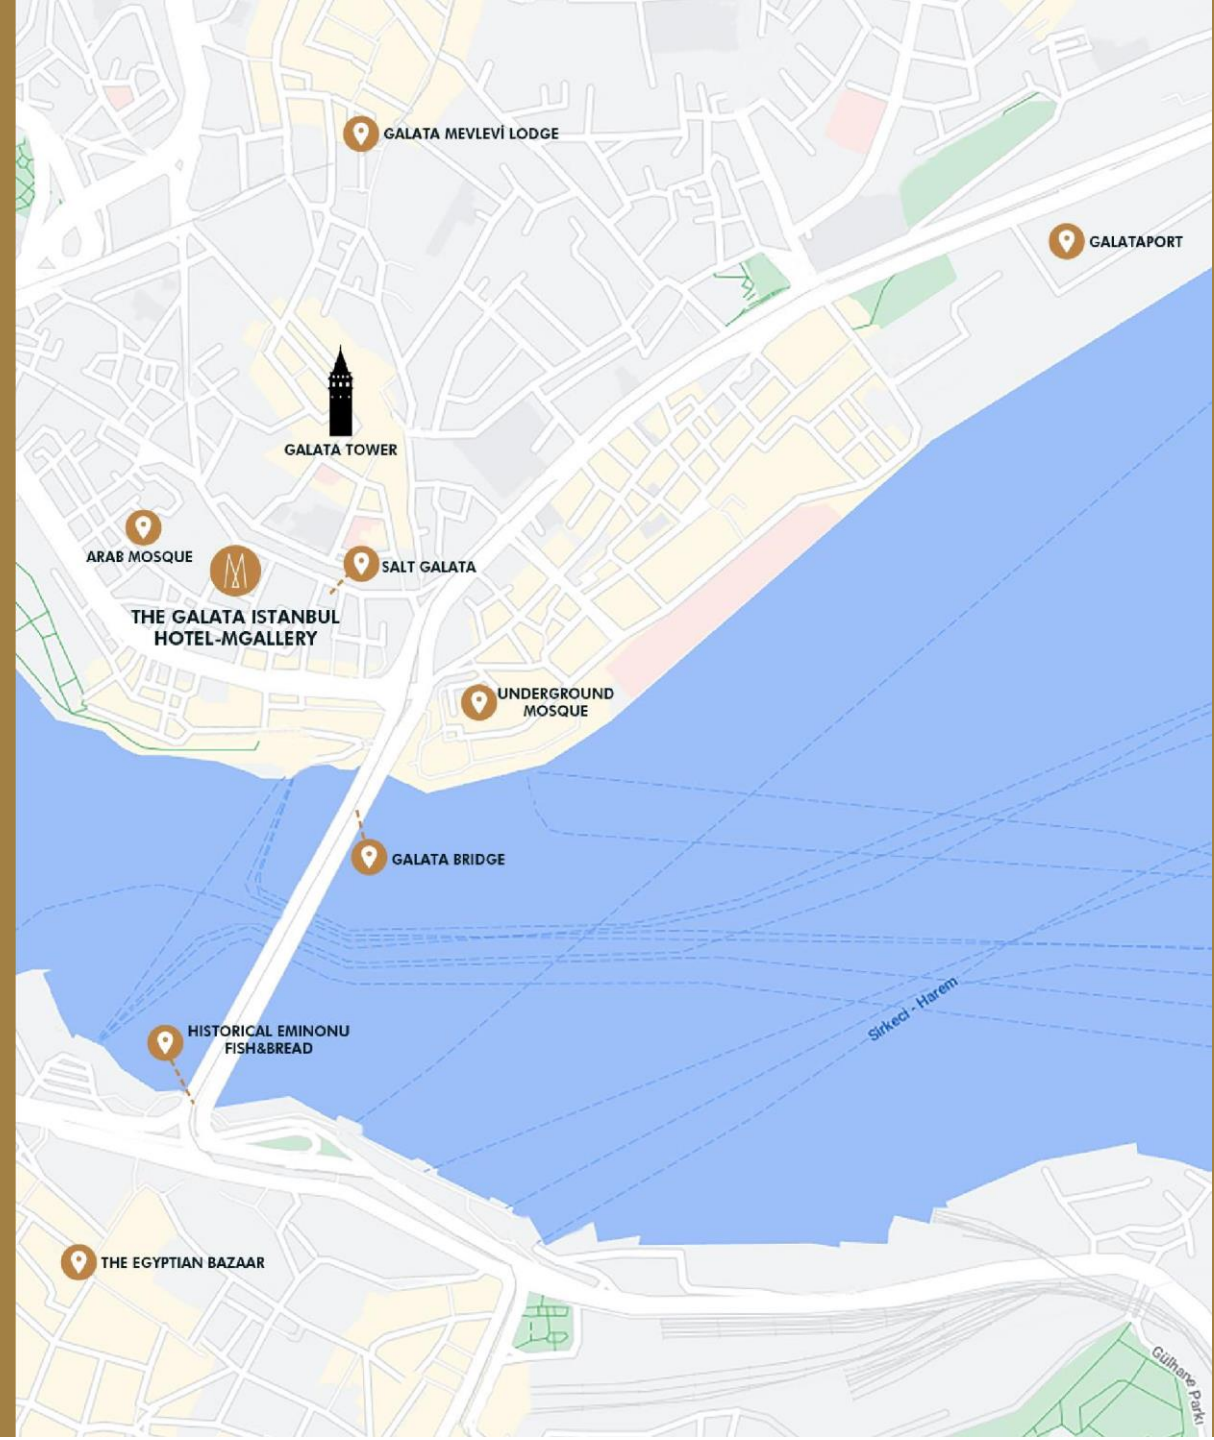 GALATA MEVLEVİ LODGE
GALATAPORT
GALATA TOWER
ARAB MOSQUE
SALT GALATA
THE GALATA ISTANBUL
HOTEL-MGALLERY
UNDERGROUND
MOSQUE
GALATA BRIDGE
Sirkeci - Harem
HISTORICAL EMINONU
FISH&BREAD
THE EGYPTIAN BAZAAR
Gülhane Parkı